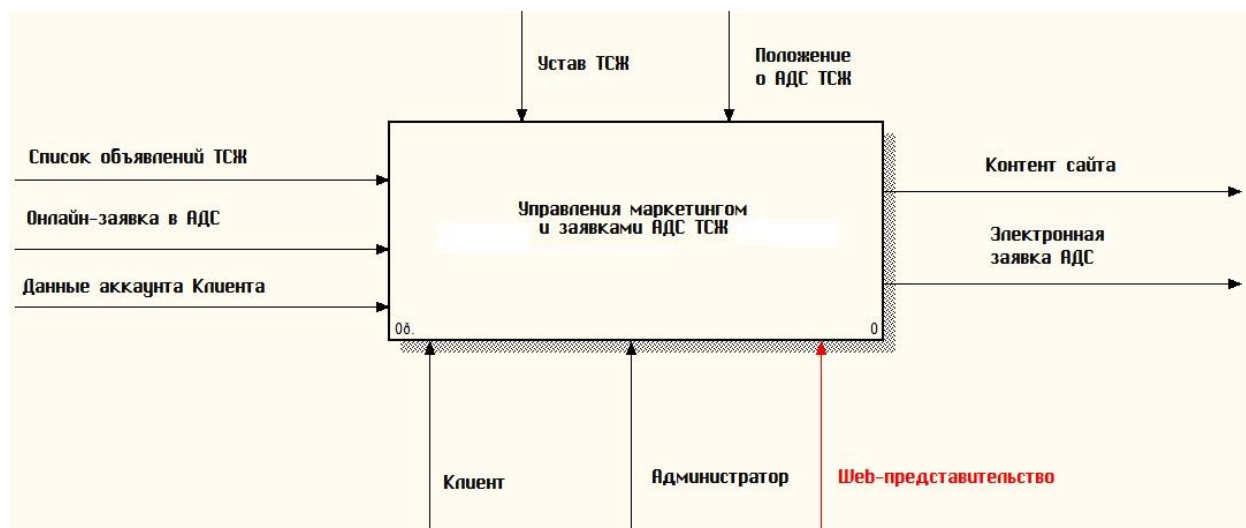 Устав ТСЖ
Положение
о АДС ТСЖ
Список объявлений ТСЖ
Онлайн-заявка в АДС
Данные аккаунта Клиента
Управления маркетингом
и заявками АДС ТСЖ
0р.
0
Контент сайта
Электронная
заявка АДС
Клиент
Администратор
Web-представительство